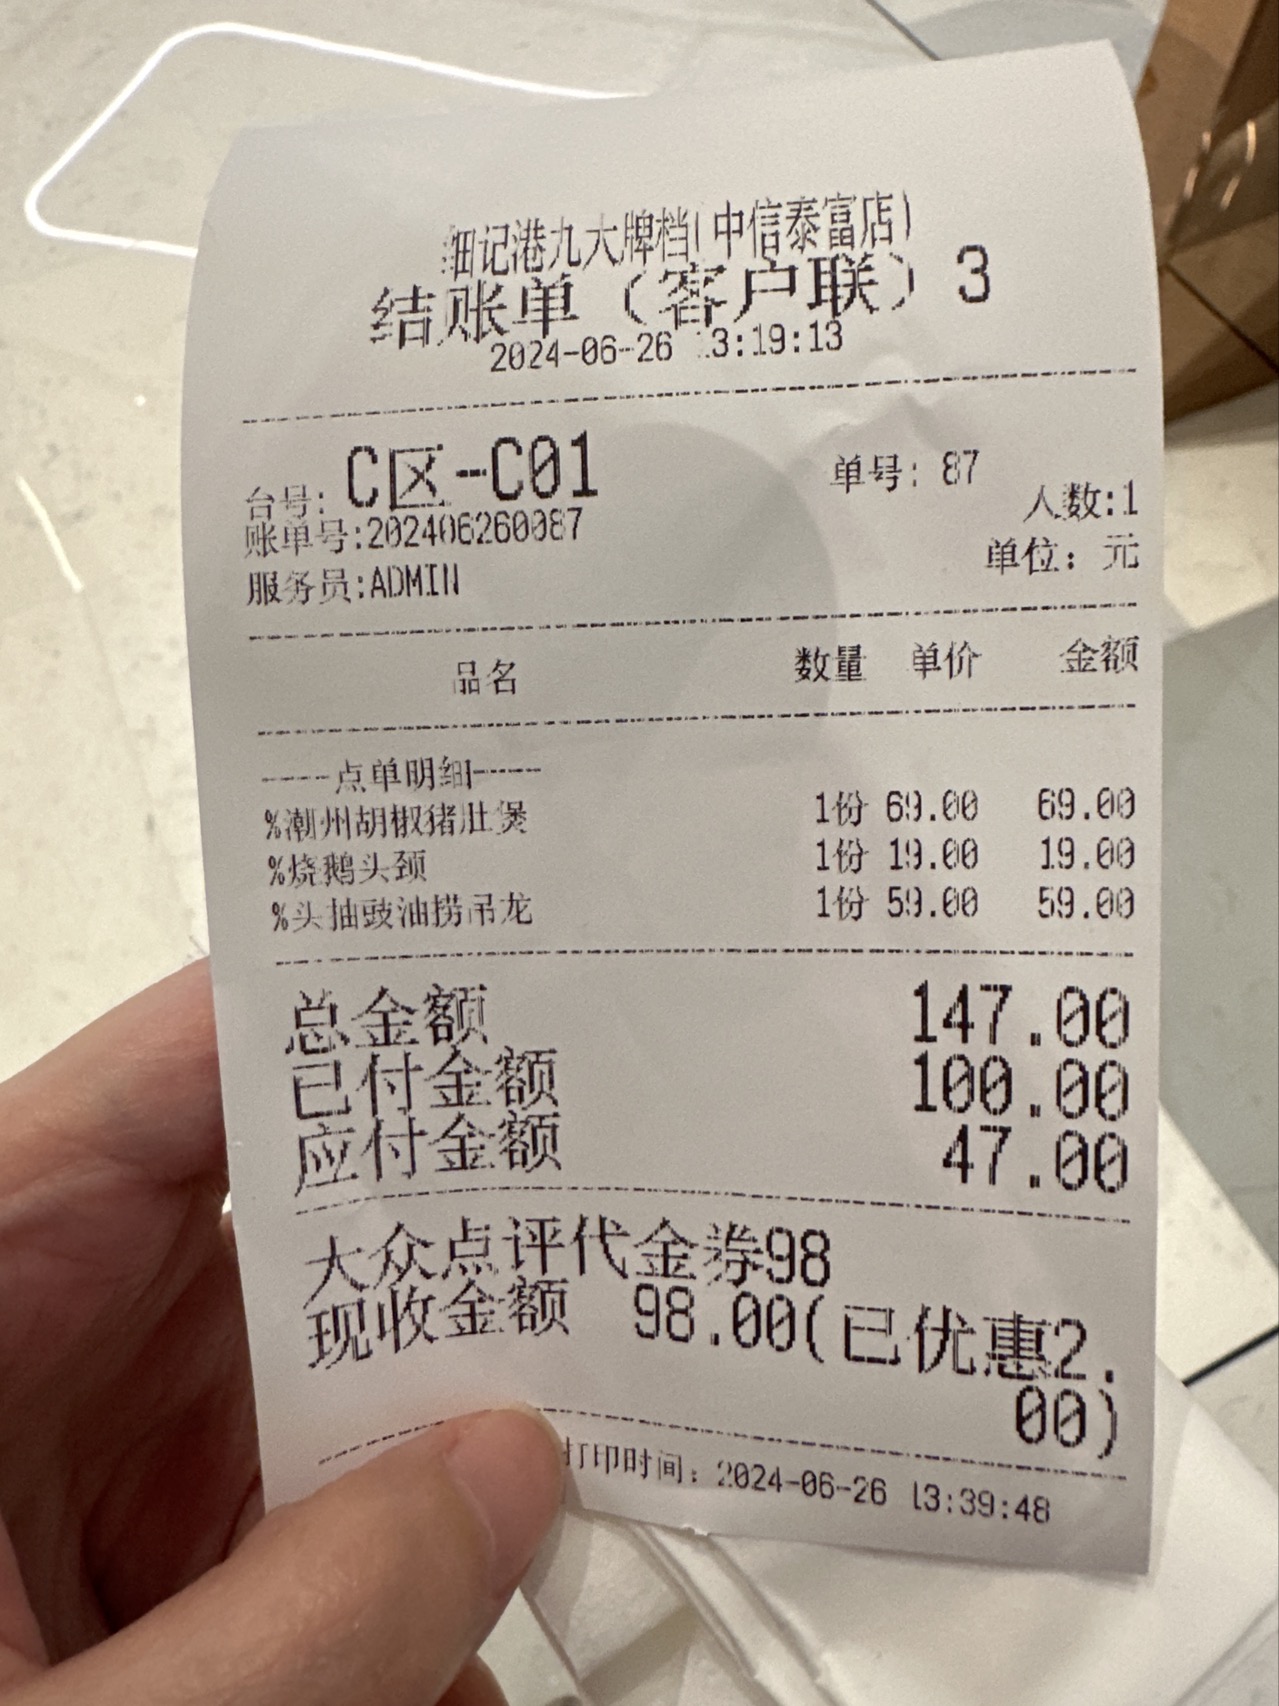 细记港九大牌档(中信泰富店)
结账单（客户联）3
2024-06-26 13:19:13
台号: C区-C01 单号: 87
人数:1
账单号:202406260087
单位：元
服务员:ADMIN
品名 数量 单价 金额
----点单明细----
%潮州胡椒猪肚煲 1份 69.00 69.00
%烧鹅头颈 1份 19.00 19.00
%头抽豉油捞吊龙 1份 59.00 59.00
总金额 147.00
已付金额 100.00
应付金额 47.00
大众点评代金券98
现收金额 98.00(已优惠2.
00)
打印时间：2024-06-26 13:39:48